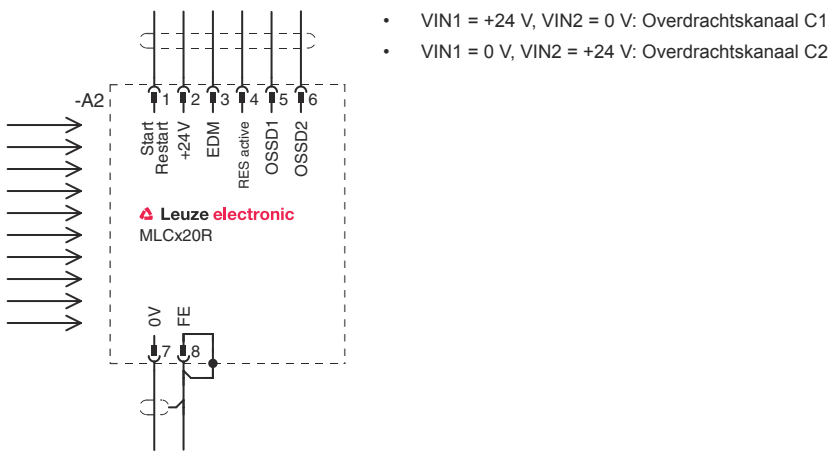 • VIN1 = +24 V, VIN2 = 0 V: Overdrachtskanaal C1
• VIN1 = 0 V, VIN2 = +24 V: Overdrachtskanaal C2
-A2
1 2 3 4 5 6
Start
Restart
+24V
EDM
RES active
OSSD1
OSSD2
Leuze electronic
MLCx20R
0V
FE
7 8